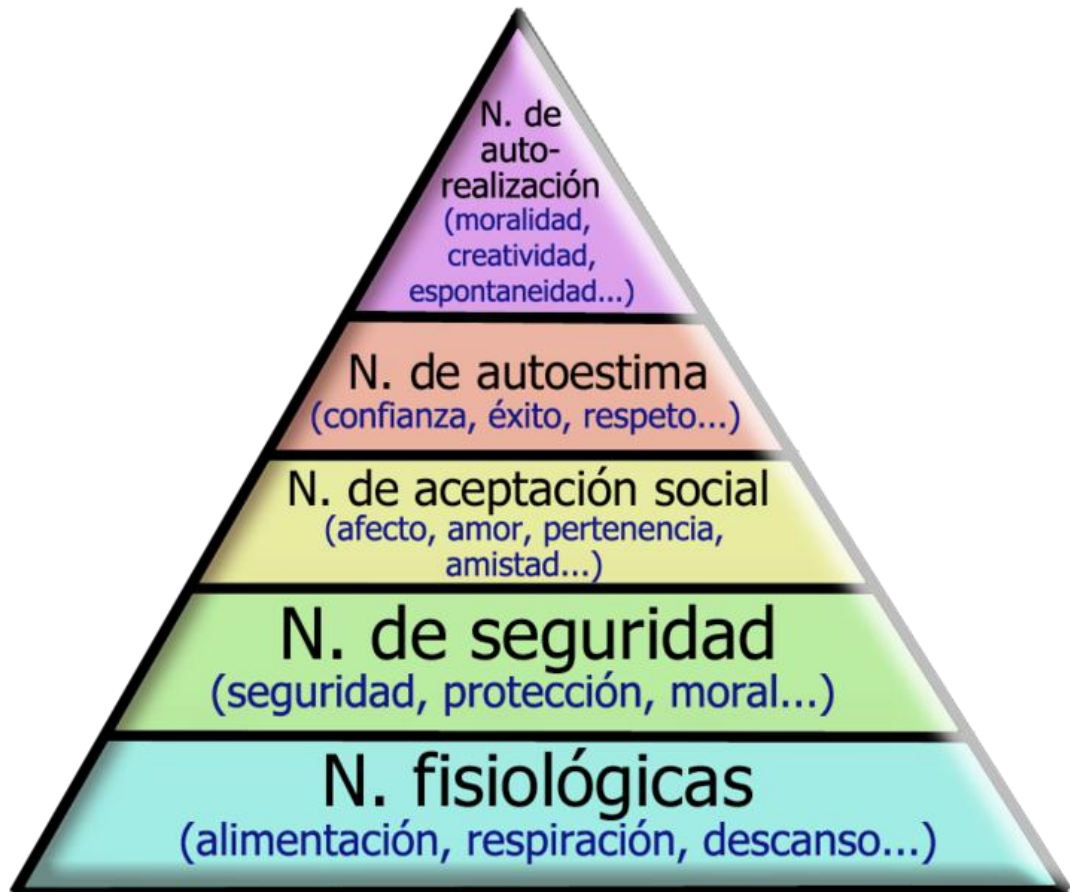 N. de
auto-
realización
(moralidad,
creatividad,
espontaneidad...)
N. de autoestima
(confianza, éxito, respeto...)
N. de aceptación social
(afecto, amor, pertenencia,
amistad...)
N. de seguridad
(seguridad, protección, moral...)
N. fisiológicas
(alimentación, respiración, descanso...)